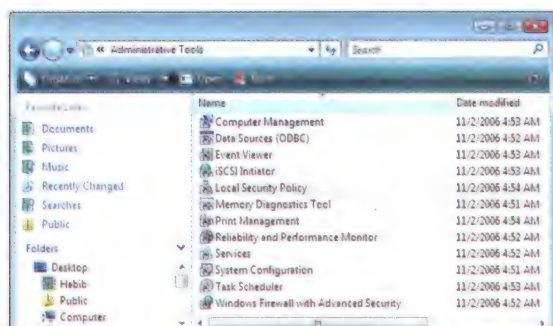 « Administrative Tools
Search
Open
Name
Date modified
Documents
Pictures
Music
Recently Changed
Searches
Public
Folders
Desktop
Habib
Public
Computer
Computer Management 11/2/2006 4:53 AM
Data Sources (ODBC) 11/2/2006 4:52 AM
Event Viewer 11/2/2006 4:53 AM
iSCSI Initiator 11/2/2006 4:53 AM
Local Security Policy 11/2/2006 4:54 AM
Memory Diagnostics Tool 11/2/2006 4:51 AM
Print Management 11/2/2006 4:54 AM
Reliability and Performance Monitor 11/2/2006 4:52 AM
Services 11/2/2006 4:52 AM
System Configuration 11/2/2006 4:51 AM
Task Scheduler 11/2/2006 4:53 AM
Windows Firewall with Advanced Security 11/2/2006 4:52 AM